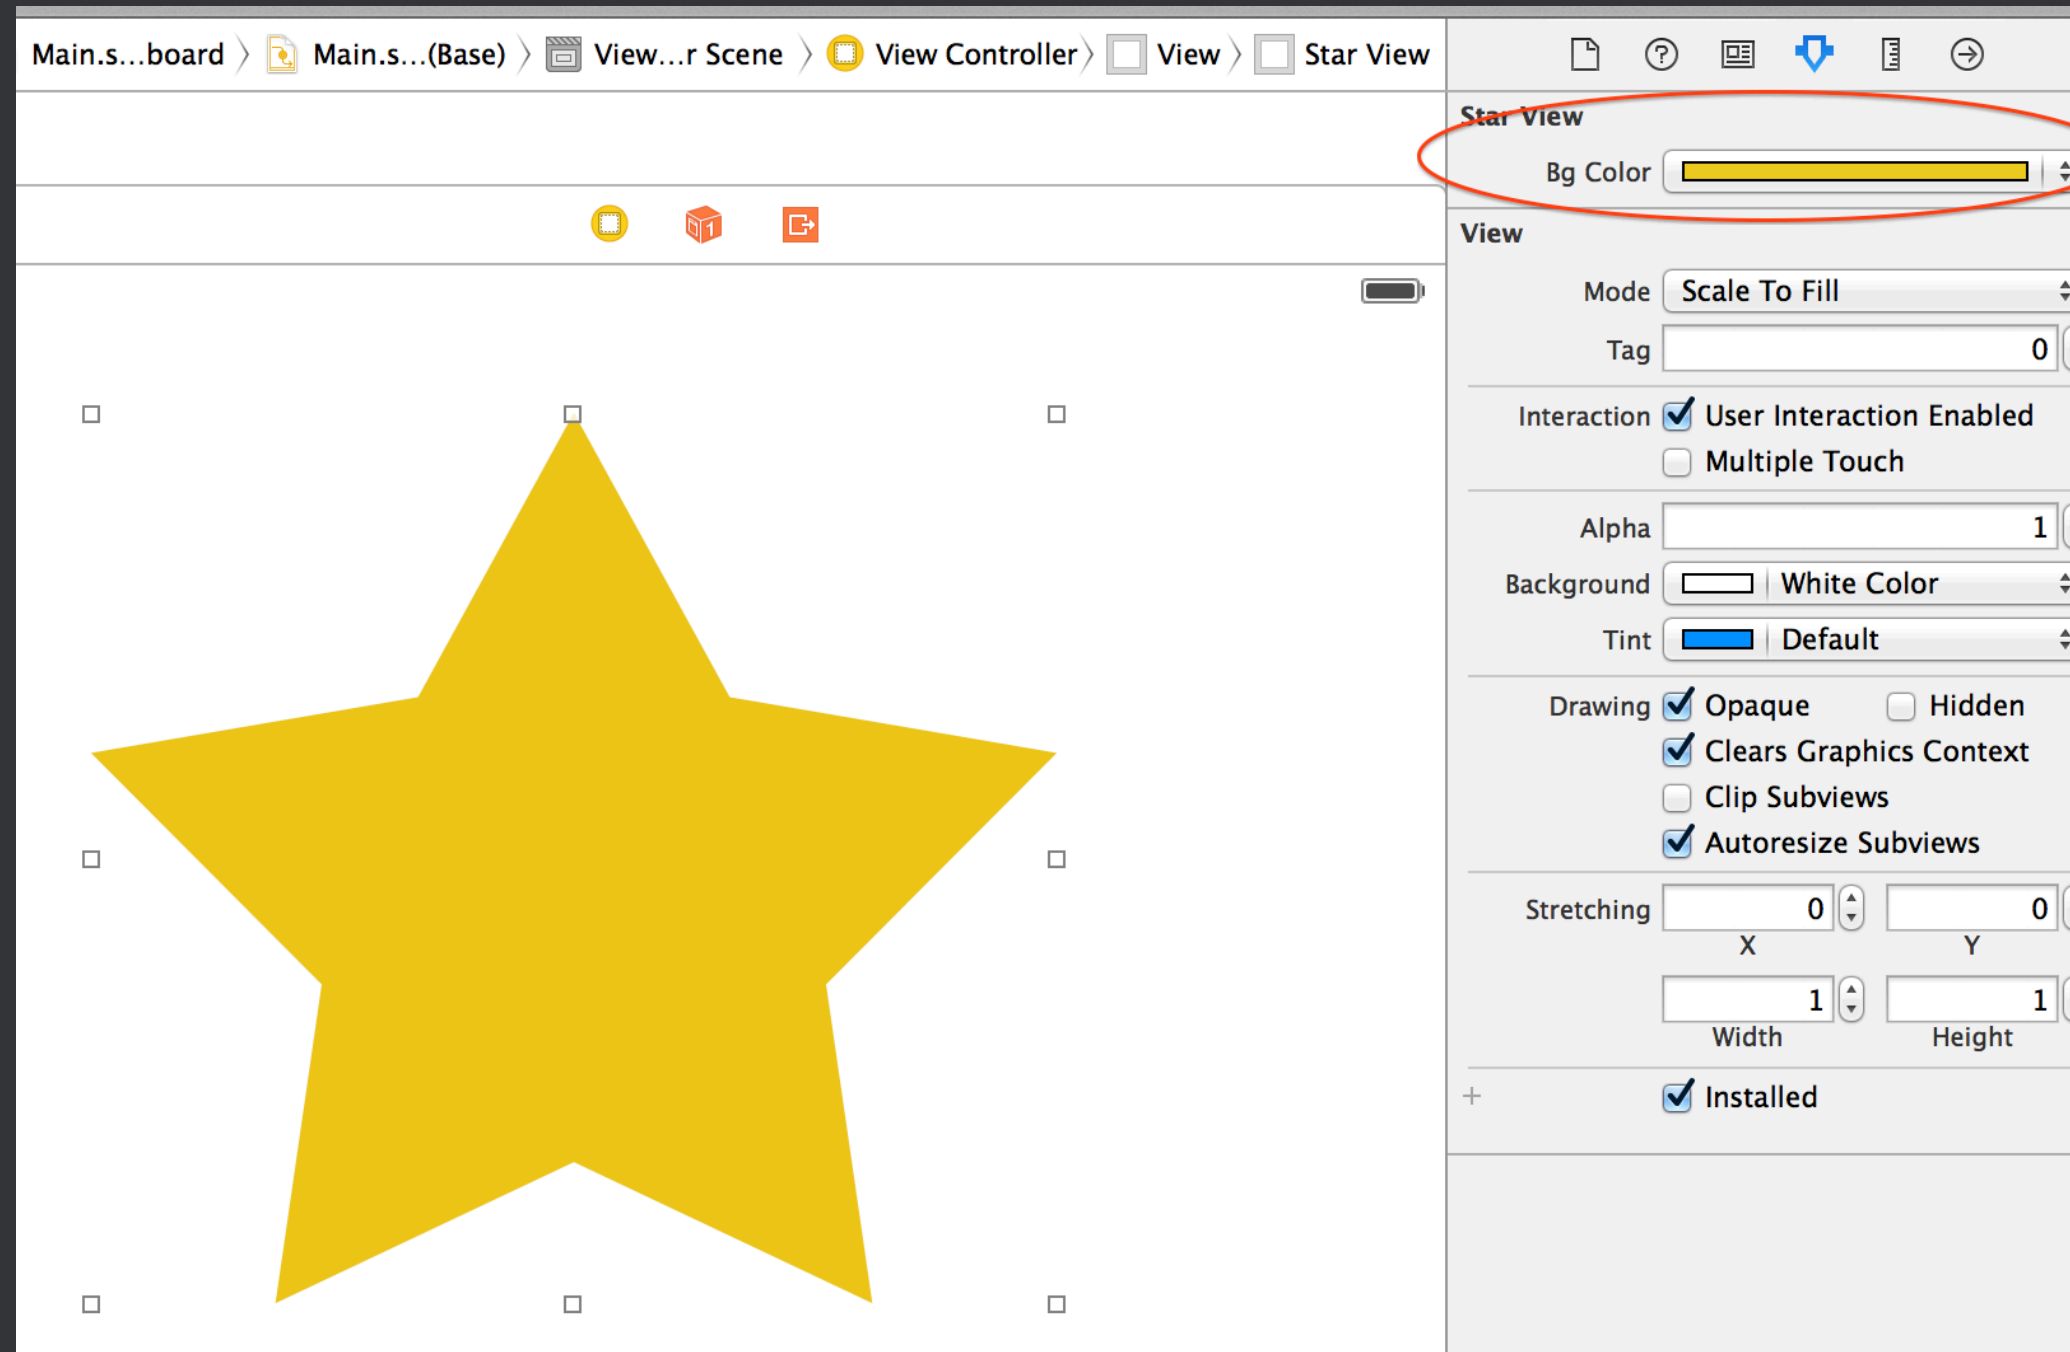 Main.s...board Main.s...(Base) View...r Scene View Controller View Star View
Star View
Bg Color
View
Mode Scale To Fill
Tag 0
Interaction User Interaction Enabled
Multiple Touch
Alpha 1
Background White Color
Tint Default
Drawing Opaque Hidden
Clears Graphics Context
Clip Subviews
Autoresize Subviews
Stretching 0 0
X Y
1 1
Width Height
+ Installed